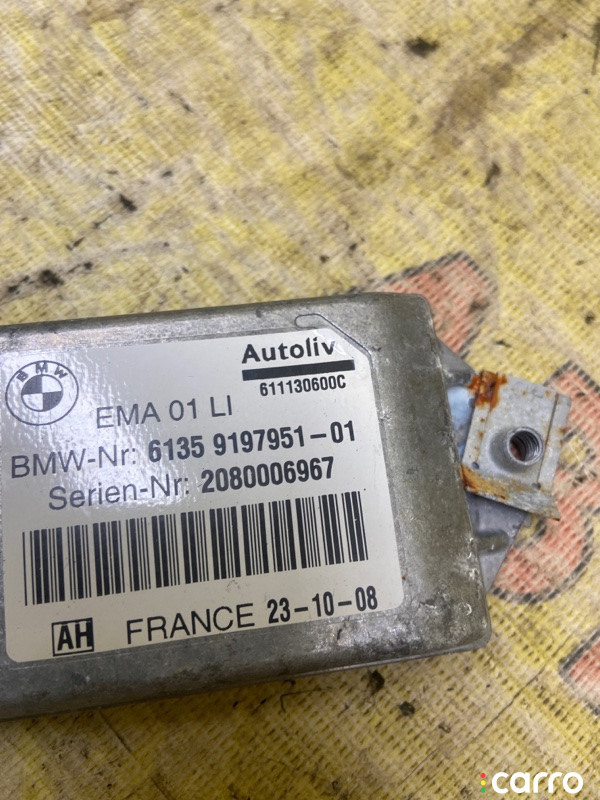 BMW
Autoliv
611130600C
EMA 01 LI
BMW-Nr: 6135 9197951-01
Serien-Nr: 2080006967
AH FRANCE 23-10-08
carro